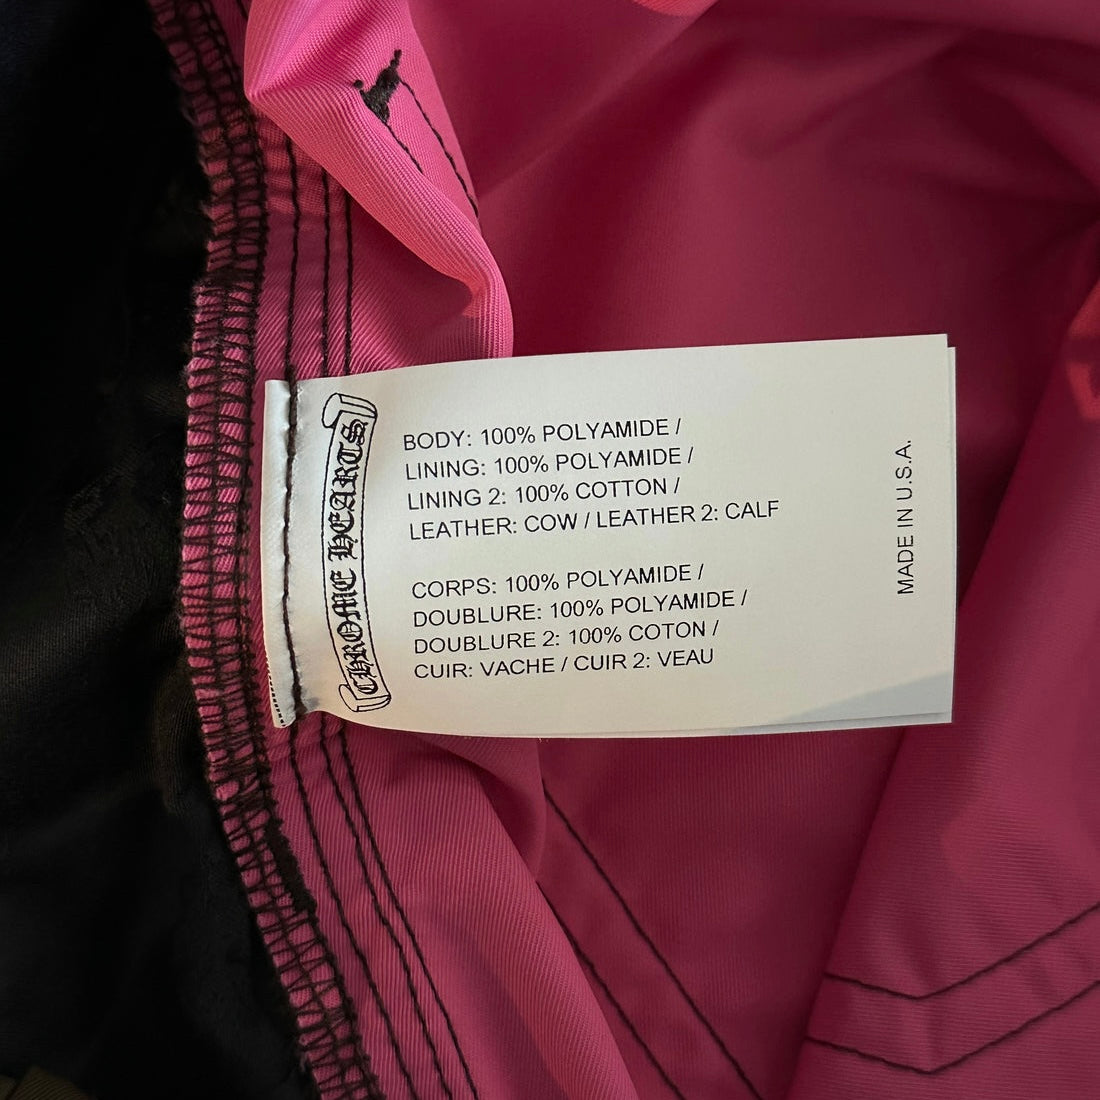 CHROME HEARTS
BODY: 100% POLYAMIDE /
LINING: 100% POLYAMIDE /
LINING 2: 100% COTTON /
LEATHER: COW / LEATHER 2: CALF
CORPS: 100% POLYAMIDE /
DOUBLURE: 100% POLYAMIDE /
DOUBLURE 2: 100% COTON /
CUIR: VACHE / CUIR 2: VEAU
MADE IN U.S.A.